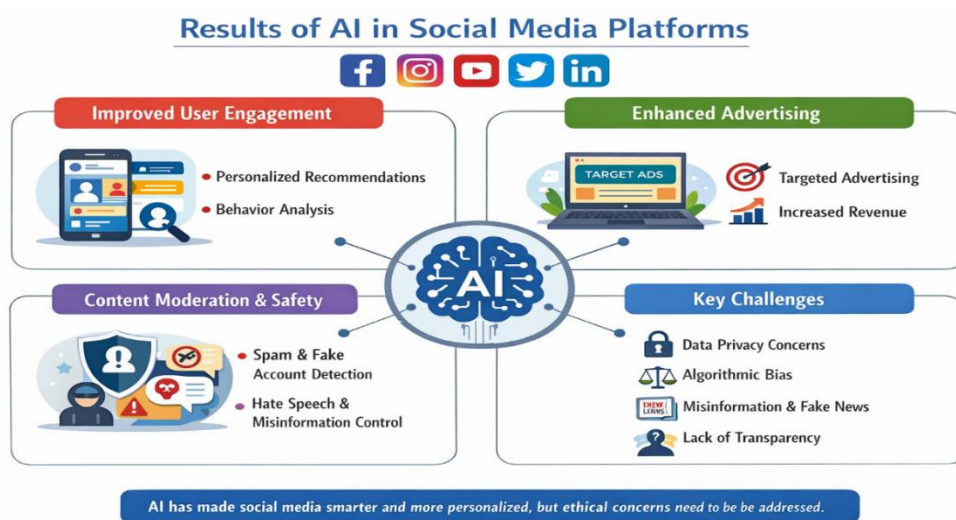 Results of AI in Social Media Platforms
f
in
Improved User Engagement
Personalized Recommendations
Behavior Analysis
Enhanced Advertising
TARGET ADS
Targeted Advertising
Increased Revenue
AI
Content Moderation & Safety
Spam & Fake
Account Detection
Hate Speech &
Misinformation Control
Key Challenges
Data Privacy Concerns
Algorithmic Bias
Misinformation & Fake News
Lack of Transparency
AI has made social media smarter and more personalized, but ethical concerns need to be be addressed.